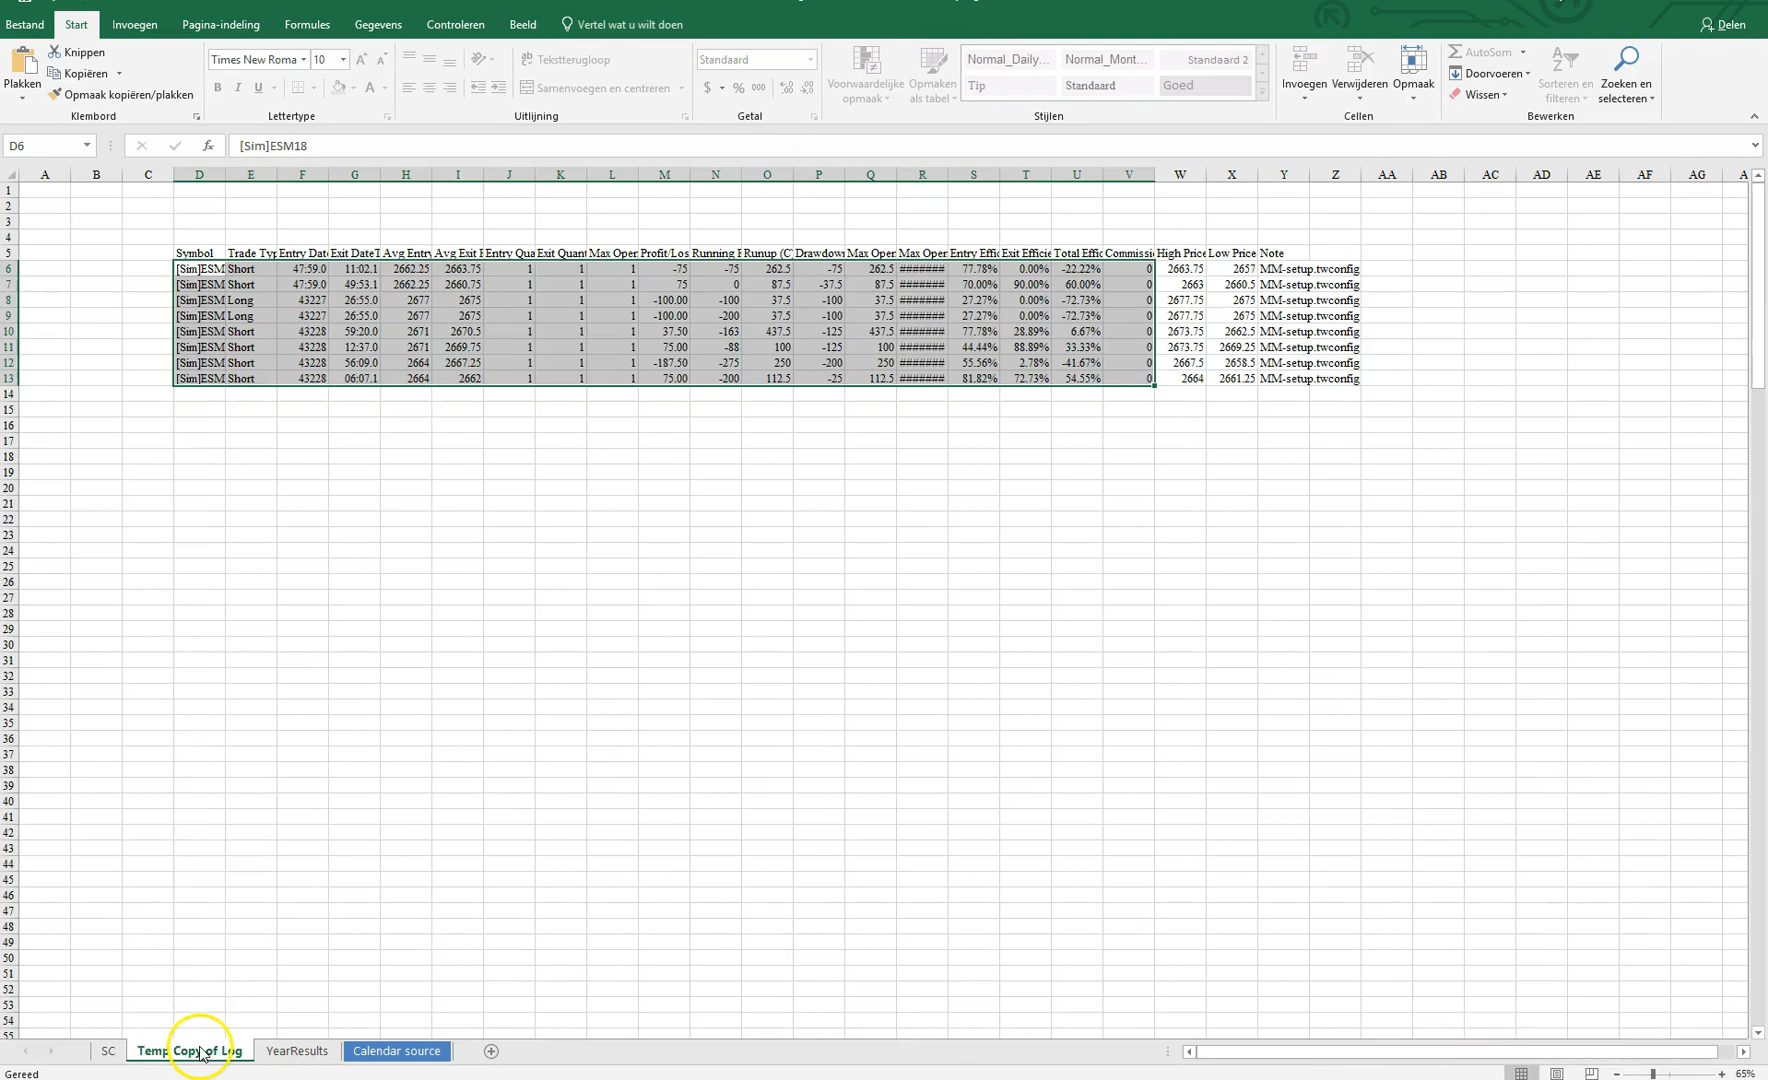 Bestand Start Invoegen Pagina-indeling Formules Gegevens Controleren Beeld Vertel wat u wilt doen Delen
Plakken
Knippen
Kopiëren
Opmaak kopiëren/plakken
Klembord
Times New Roma 10
B I U
Lettertype
Tekstterugloop
Samenvoegen en centreren
Uitlijning
Standaard
$ % 000
Getal
Voorwaardelijke opmaak
Opmaken als tabel
Normal_Daily... Normal_Mont... Standaard 2
Tip Standaard Goed
Stijlen
Invoegen Verwijderen Opmaak
Cellen
AutoSom
Doorvoeren
Wissen
Sorteren en filteren
Zoeken en selecteren
Bewerken
D6 fx [Sim]ESM18
A B C D E F G H I J K L M N O P Q R S T U V W X Y Z AA AB AC AD AE AF AG A
1
2
3
4
5 Symbol Trade Typ Entry Date Exit DateT Avg Entry Avg Exit P Entry Qua Exit Quant Max Oper Profit/Los Running P Runup (C Drawdown Max Oper Max Oper Entry Effic Exit Efficie Total Effic Commissi High Price Low Price Note
6 [Sim]ESM Short 47:59.0 11:02.1 2662.25 2663.75 1 1 1 -75 -75 262.5 -75 262.5 ####### 77.78% 0.00% -22.22% 0 2663.75 2657 MM-setup.twconfig
7 [Sim]ESM Short 47:59.0 49:53.1 2662.25 2660.75 1 1 1 75 0 87.5 -37.5 87.5 ####### 70.00% 90.00% 60.00% 0 2663 2660.5 MM-setup.twconfig
8 [Sim]ESM Long 43227 26:55.0 2677 2675 1 1 1 -100.00 -100 37.5 -100 37.5 ####### 27.27% 0.00% -72.73% 0 2677.75 2675 MM-setup.twconfig
9 [Sim]ESM Long 43227 26:55.0 2677 2675 1 1 1 -100.00 -200 37.5 -100 37.5 ####### 27.27% 0.00% -72.73% 0 2677.75 2675 MM-setup.twconfig
10 [Sim]ESM Short 43228 59:20.0 2671 2670.5 1 1 1 37.50 -163 437.5 -125 437.5 ####### 77.78% 28.89% 6.67% 0 2673.75 2662.5 MM-setup.twconfig
11 [Sim]ESM Short 43228 12:37.0 2671 2669.75 1 1 1 75.00 -88 100 -125 100 ####### 44.44% 88.89% 33.33% 0 2673.75 2669.25 MM-setup.twconfig
12 [Sim]ESM Short 43228 56:09.0 2664 2667.25 1 1 1 -187.50 -275 250 -200 250 ####### 55.56% 2.78% -41.67% 0 2667.5 2658.5 MM-setup.twconfig
13 [Sim]ESM Short 43228 06:07.1 2664 2662 1 1 1 75.00 -200 112.5 -25 112.5 ####### 81.82% 72.73% 54.55% 0 2664 2661.25 MM-setup.twconfig
14
15
16
17
18
19
20
21
22
23
24
25
26
27
28
29
30
31
32
33
34
35
36
37
38
39
40
41
42
43
44
45
46
47
48
49
50
51
52
53
54
55
SC Temp Copy of Log YearResults Calendar source
Gereed 65%